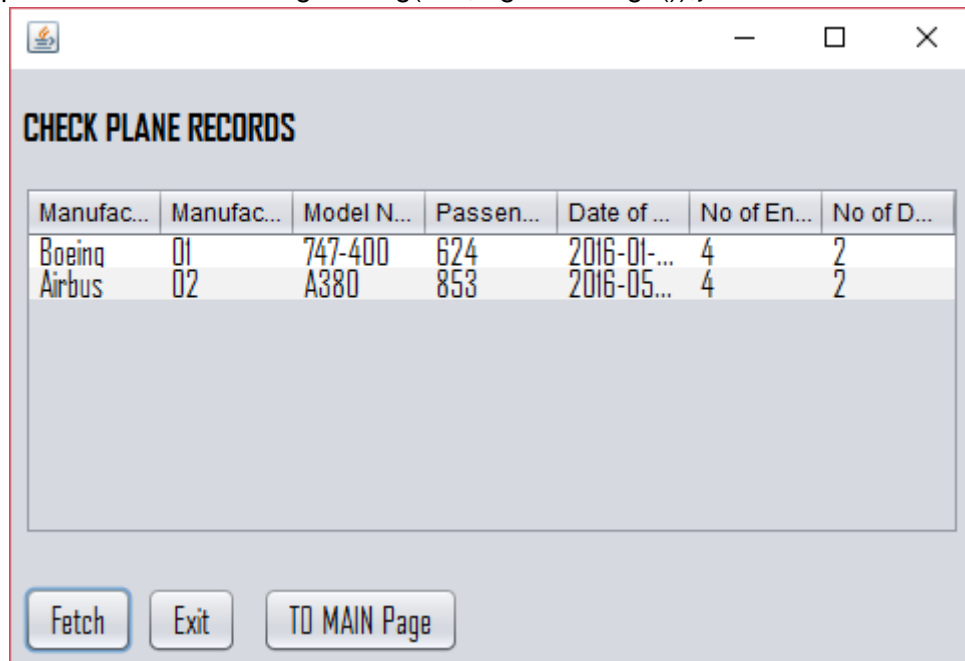 CHECK PLANE RECORDS
Manufac... Manufac... Model N... Passen... Date of ... No of En... No of D...
Boeing 01 747-400 624 2016-01-... 4 2
Airbus 02 A380 853 2016-05... 4 2
Fetch Exit TO MAIN Page